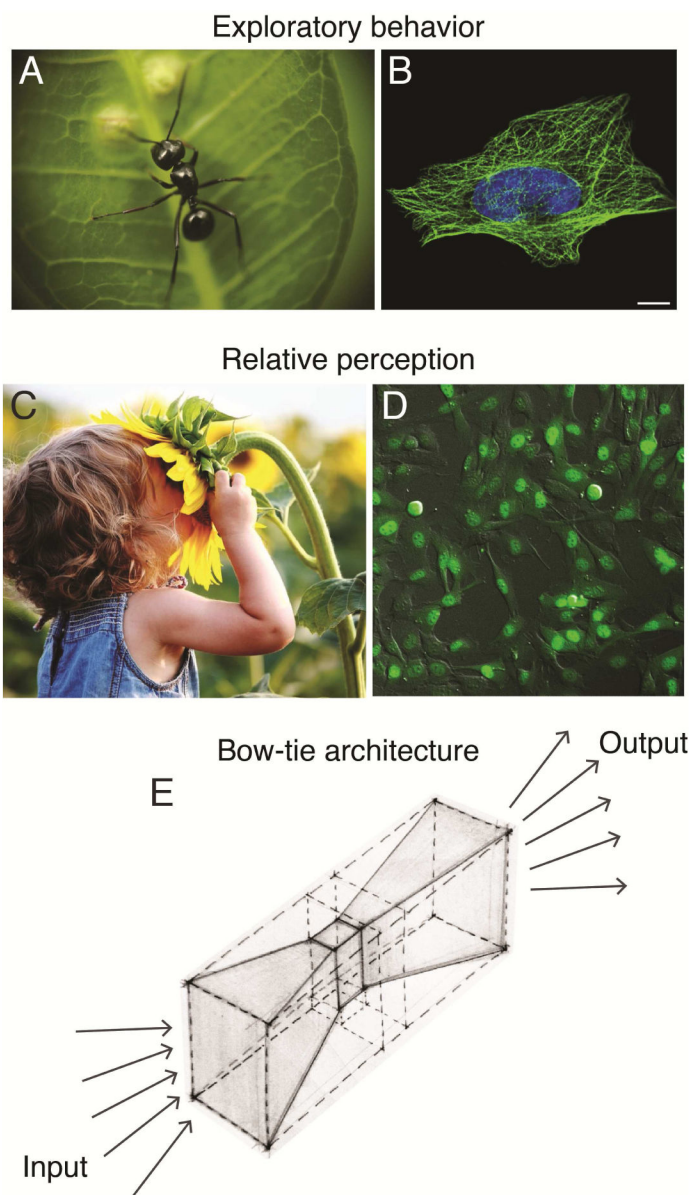 Exploratory behavior
A
B
Relative perception
C
D
Bow-tie architecture
Output
E
Input